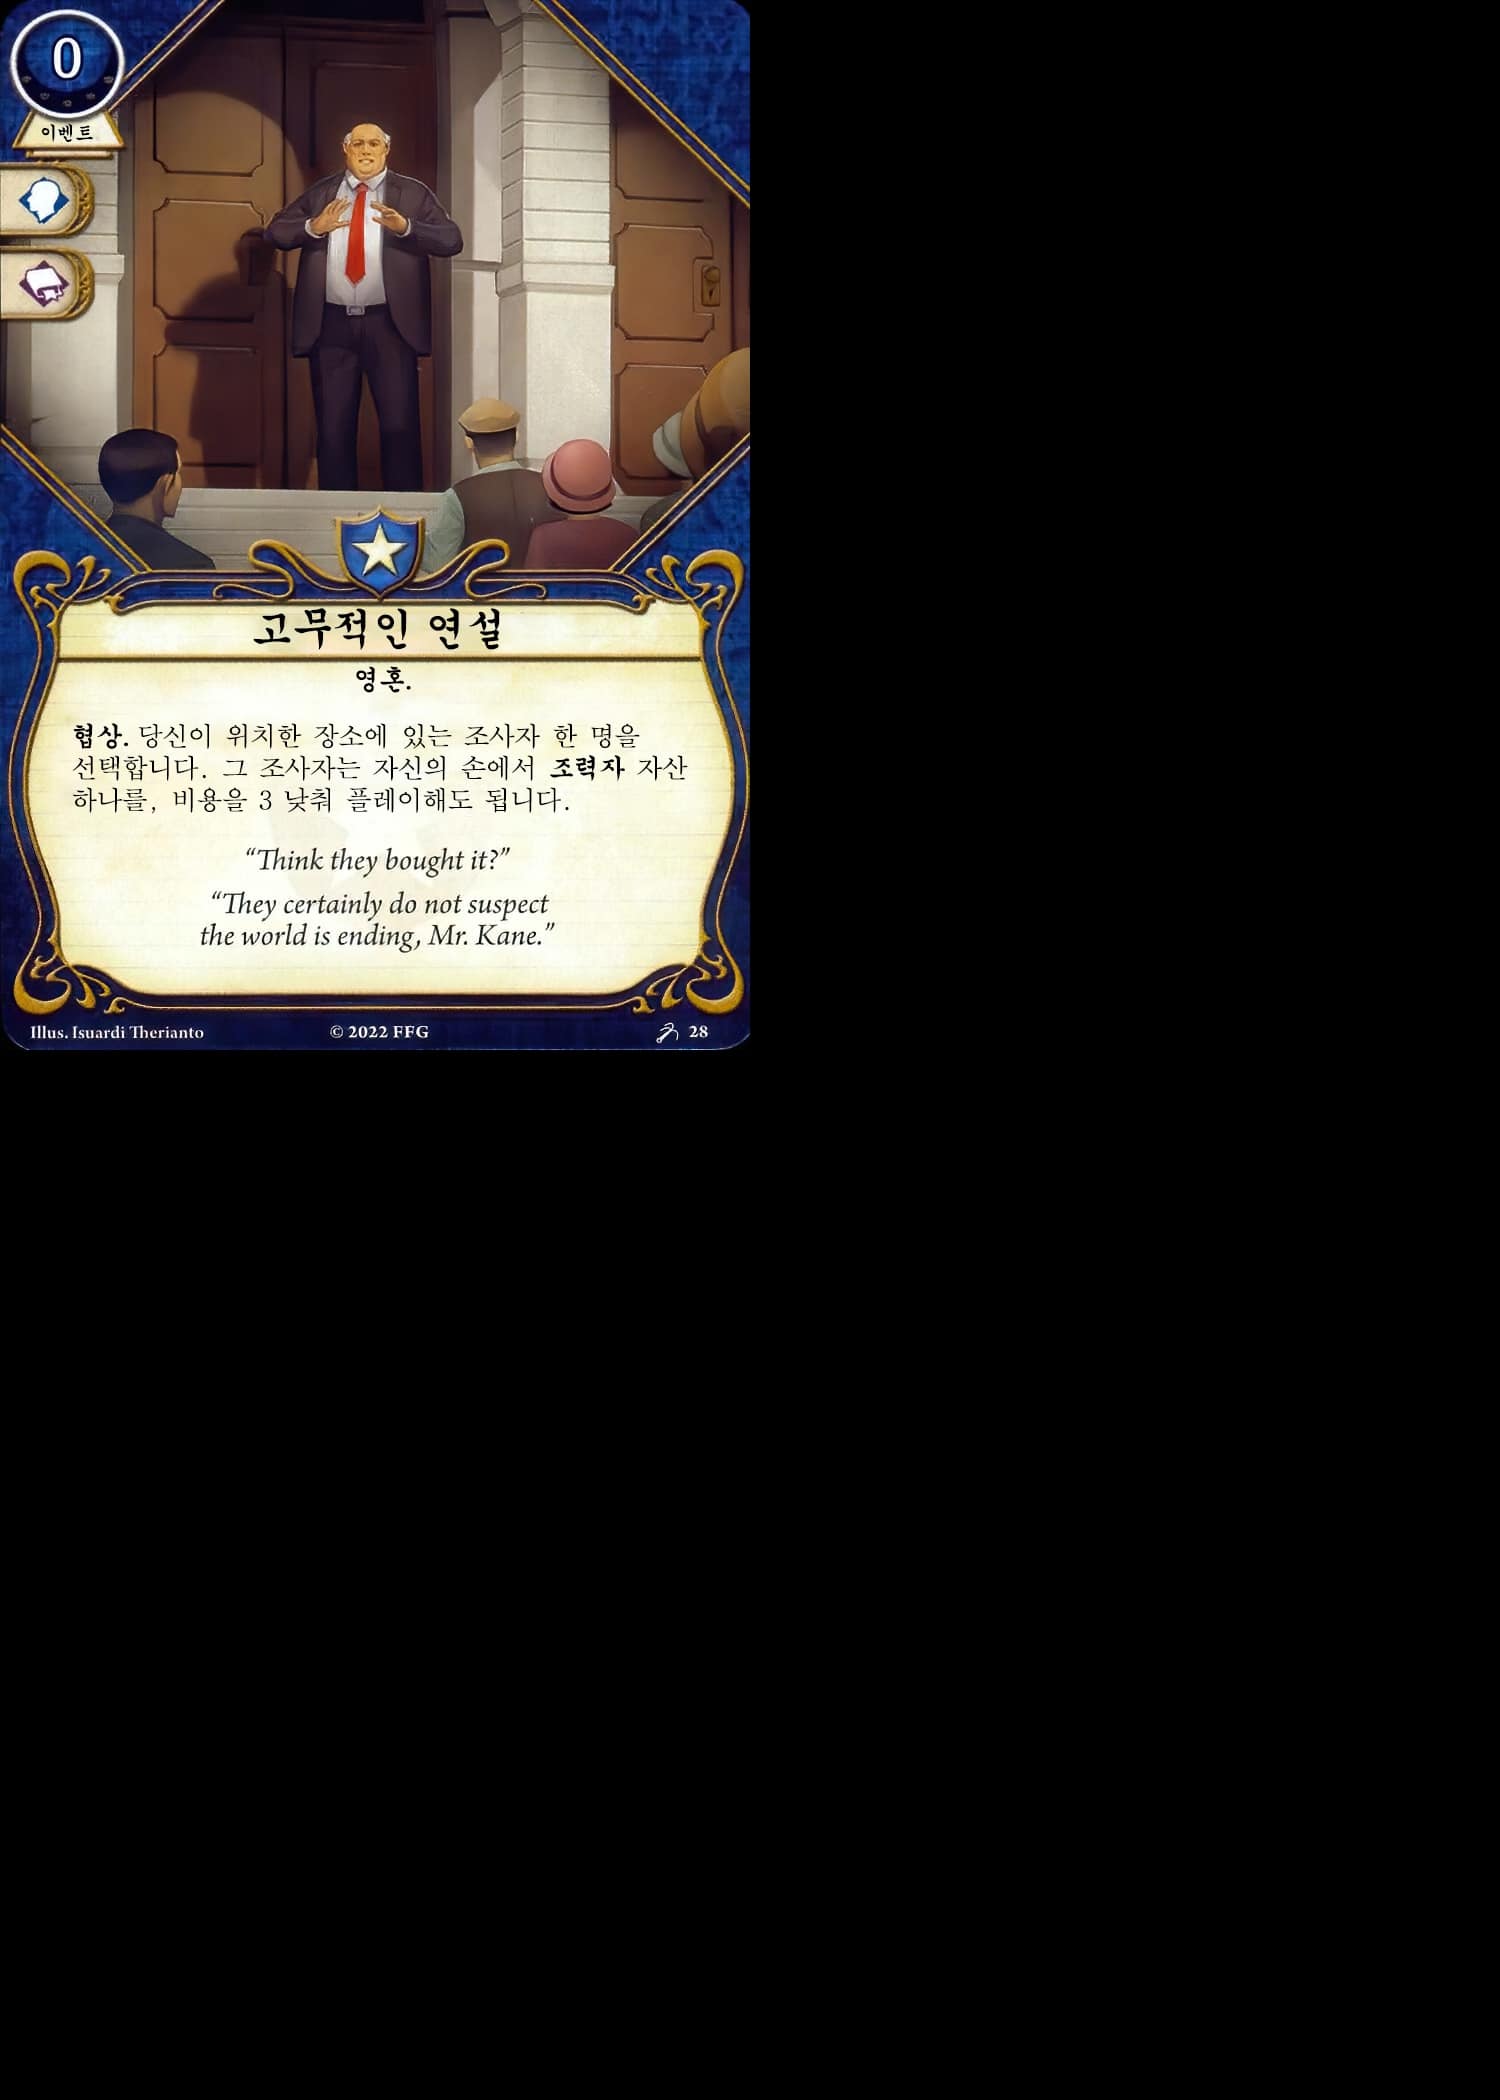 0
이벤트
고무적인 연설
영혼.
협상. 당신이 위치한 장소에 있는 조사자 한 명을
선택합니다. 그 조사자는 자신의 손에서 조력자 자산
하나를, 비용을 3 낮춰 플레이해도 됩니다.
“Think they bought it?”
“They certainly do not suspect
the world is ending, Mr. Kane.”
Illus. Isuardi Therianto
© 2022 FFG
28